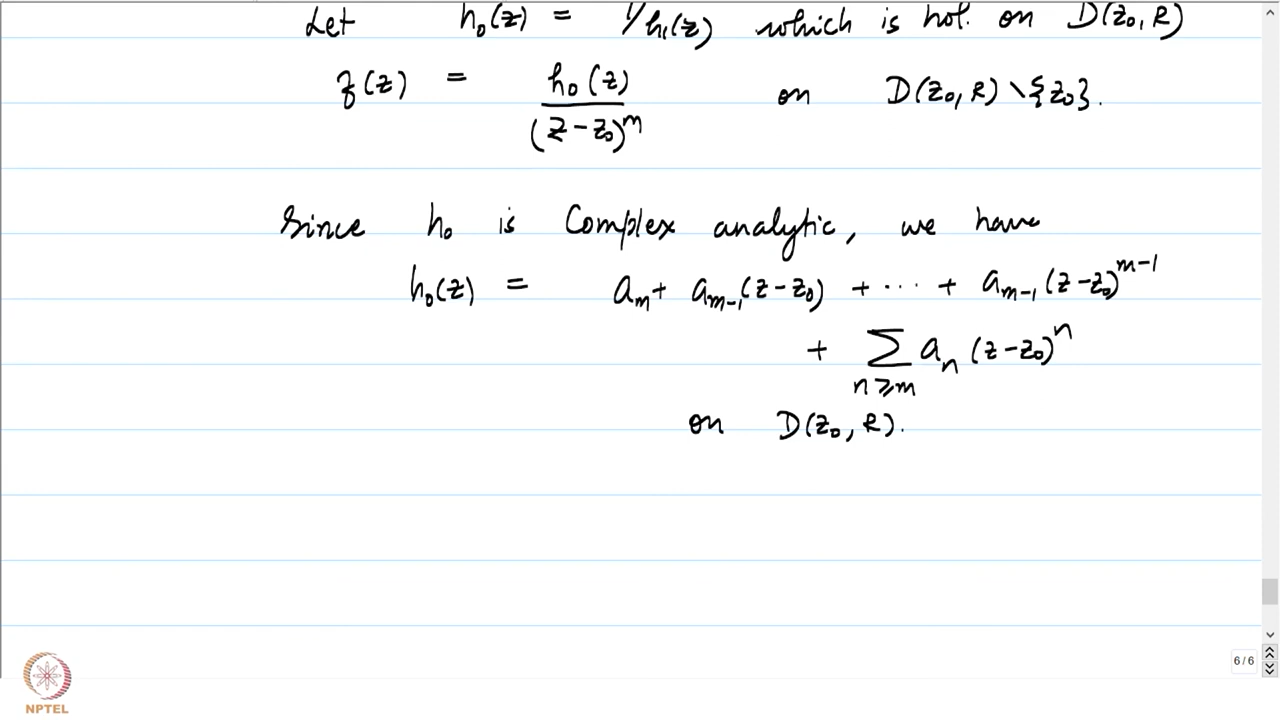 Let h₀(z) = 1/h₁(z) which is hol. on D(z₀, R)
f(z) = h₀(z) / (z-z₀)^m on D(z₀, R) \ {z₀}.
Since h₀ is Complex analytic, we have
h₀(z) = a_m + a_{m-1}(z-z₀) + ... + a_{m-1}(z-z₀)^{m-1}
+ ∑_{n≥m} a_n (z-z₀)^n
on D(z₀, R).
6 / 6
NPTEL